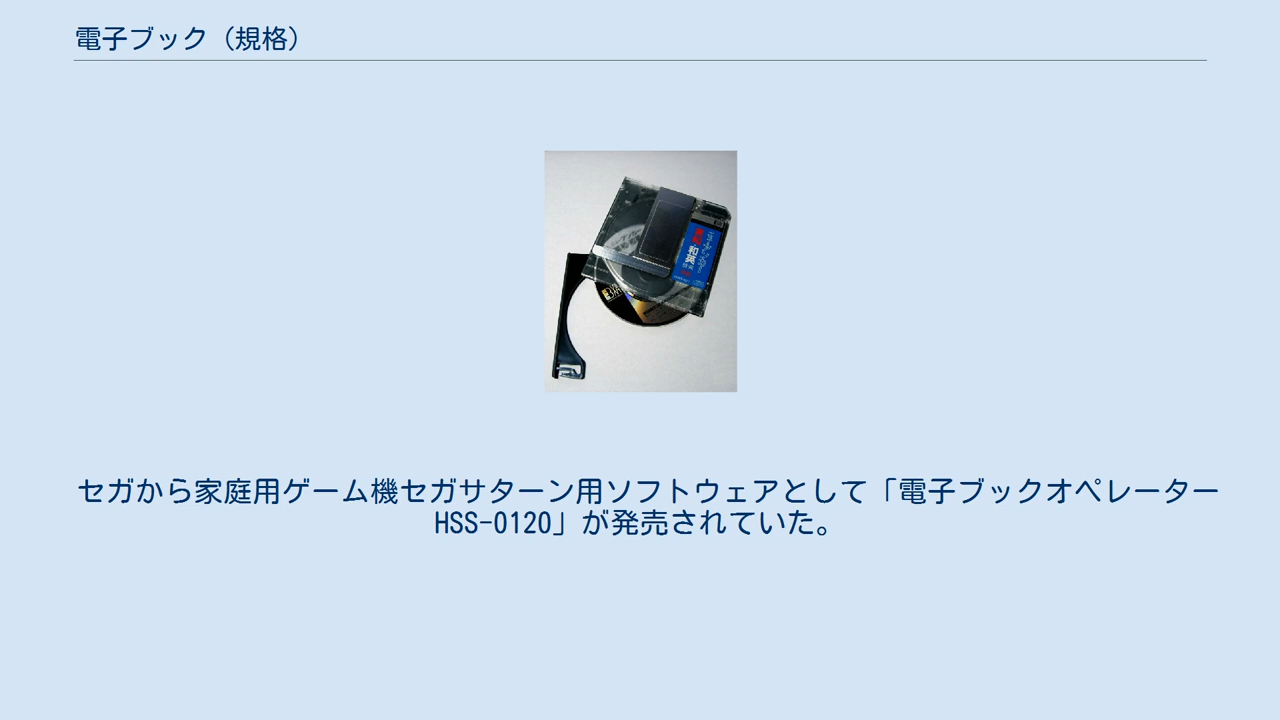 電子ブック（規格）
セガから家庭用ゲーム機セガサターン用ソフトウェアとして「電子ブックオペレーター
HSS-0120」が発売されていた。